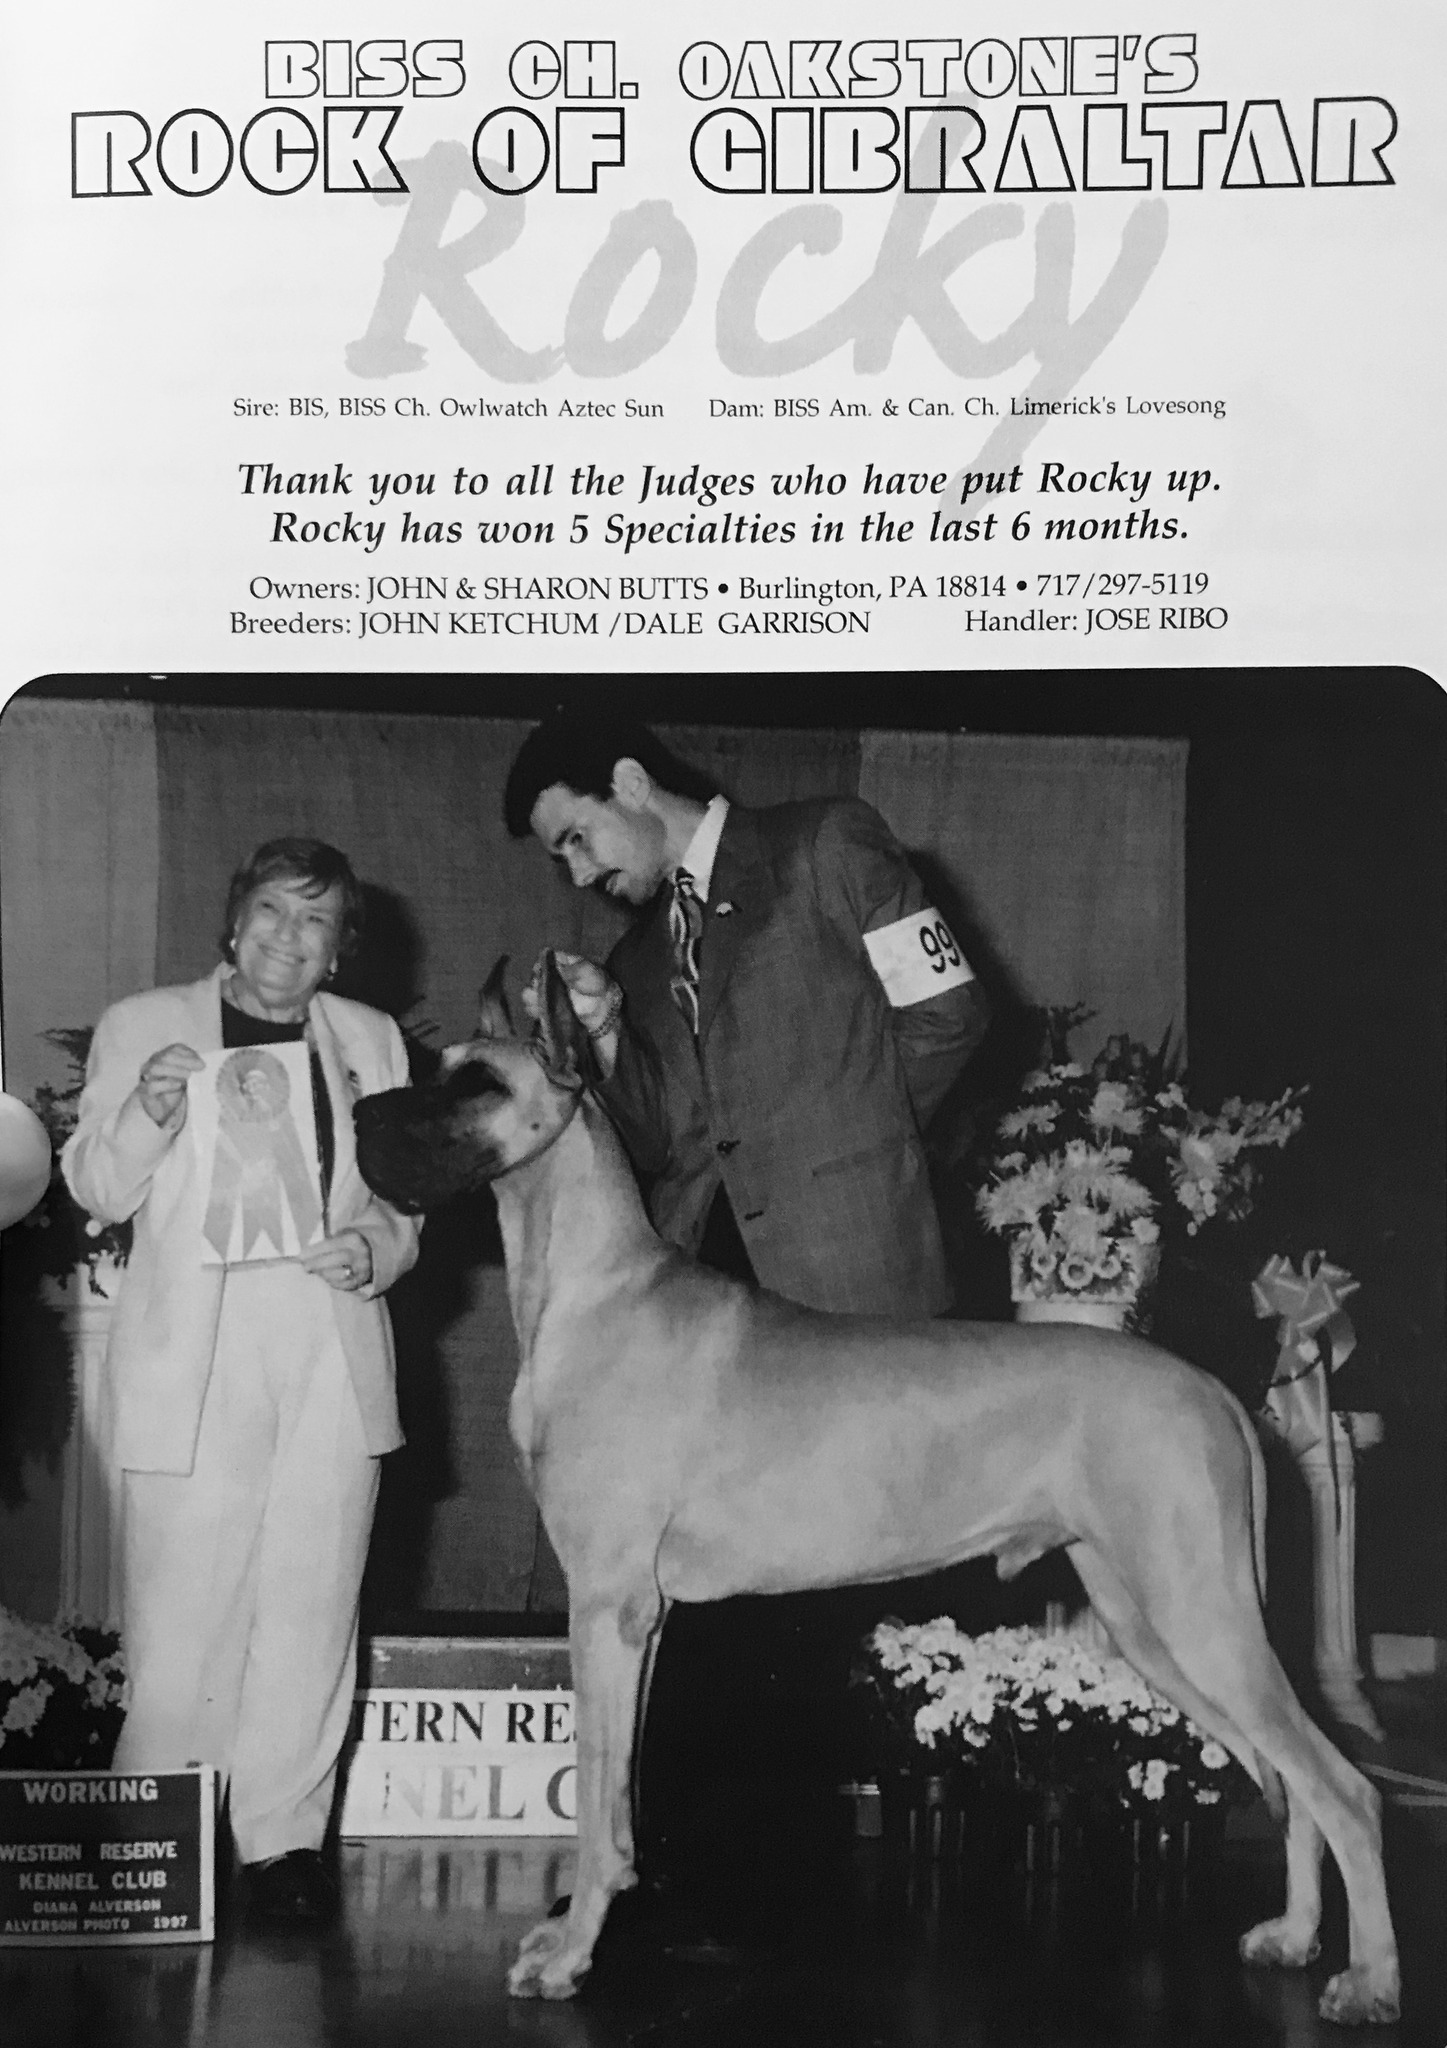 BISS CH. OAKSTONE'S
ROCK OF GIBRALTAR
Rocky
Sire: BIS, BISS Ch. Owlwatch Aztec Sun Dam: BISS Am. & Can. Ch. Limerick's Lovesong
Thank you to all the Judges who have put Rocky up.
Rocky has won 5 Specialties in the last 6 months.
Owners: JOHN & SHARON BUTTS • Burlington, PA 18814 • 717/297-5119
Breeders: JOHN KETCHUM /DALE GARRISON Handler: JOSE RIBO
99
TERN RES
NEL C
WORKING
WESTERN RESERVE
KENNEL CLUB
DIANA ALVERSON
ALVERSON PHOTO 1997